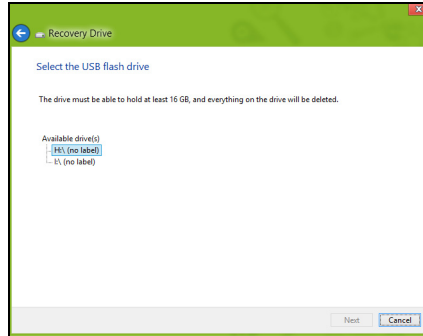 Recovery Drive
Select the USB flash drive
The drive must be able to hold at least 16 GB, and everything on the drive will be deleted.
Available drive(s)
H:\ (no label)
I:\ (no label)
Next
Cancel